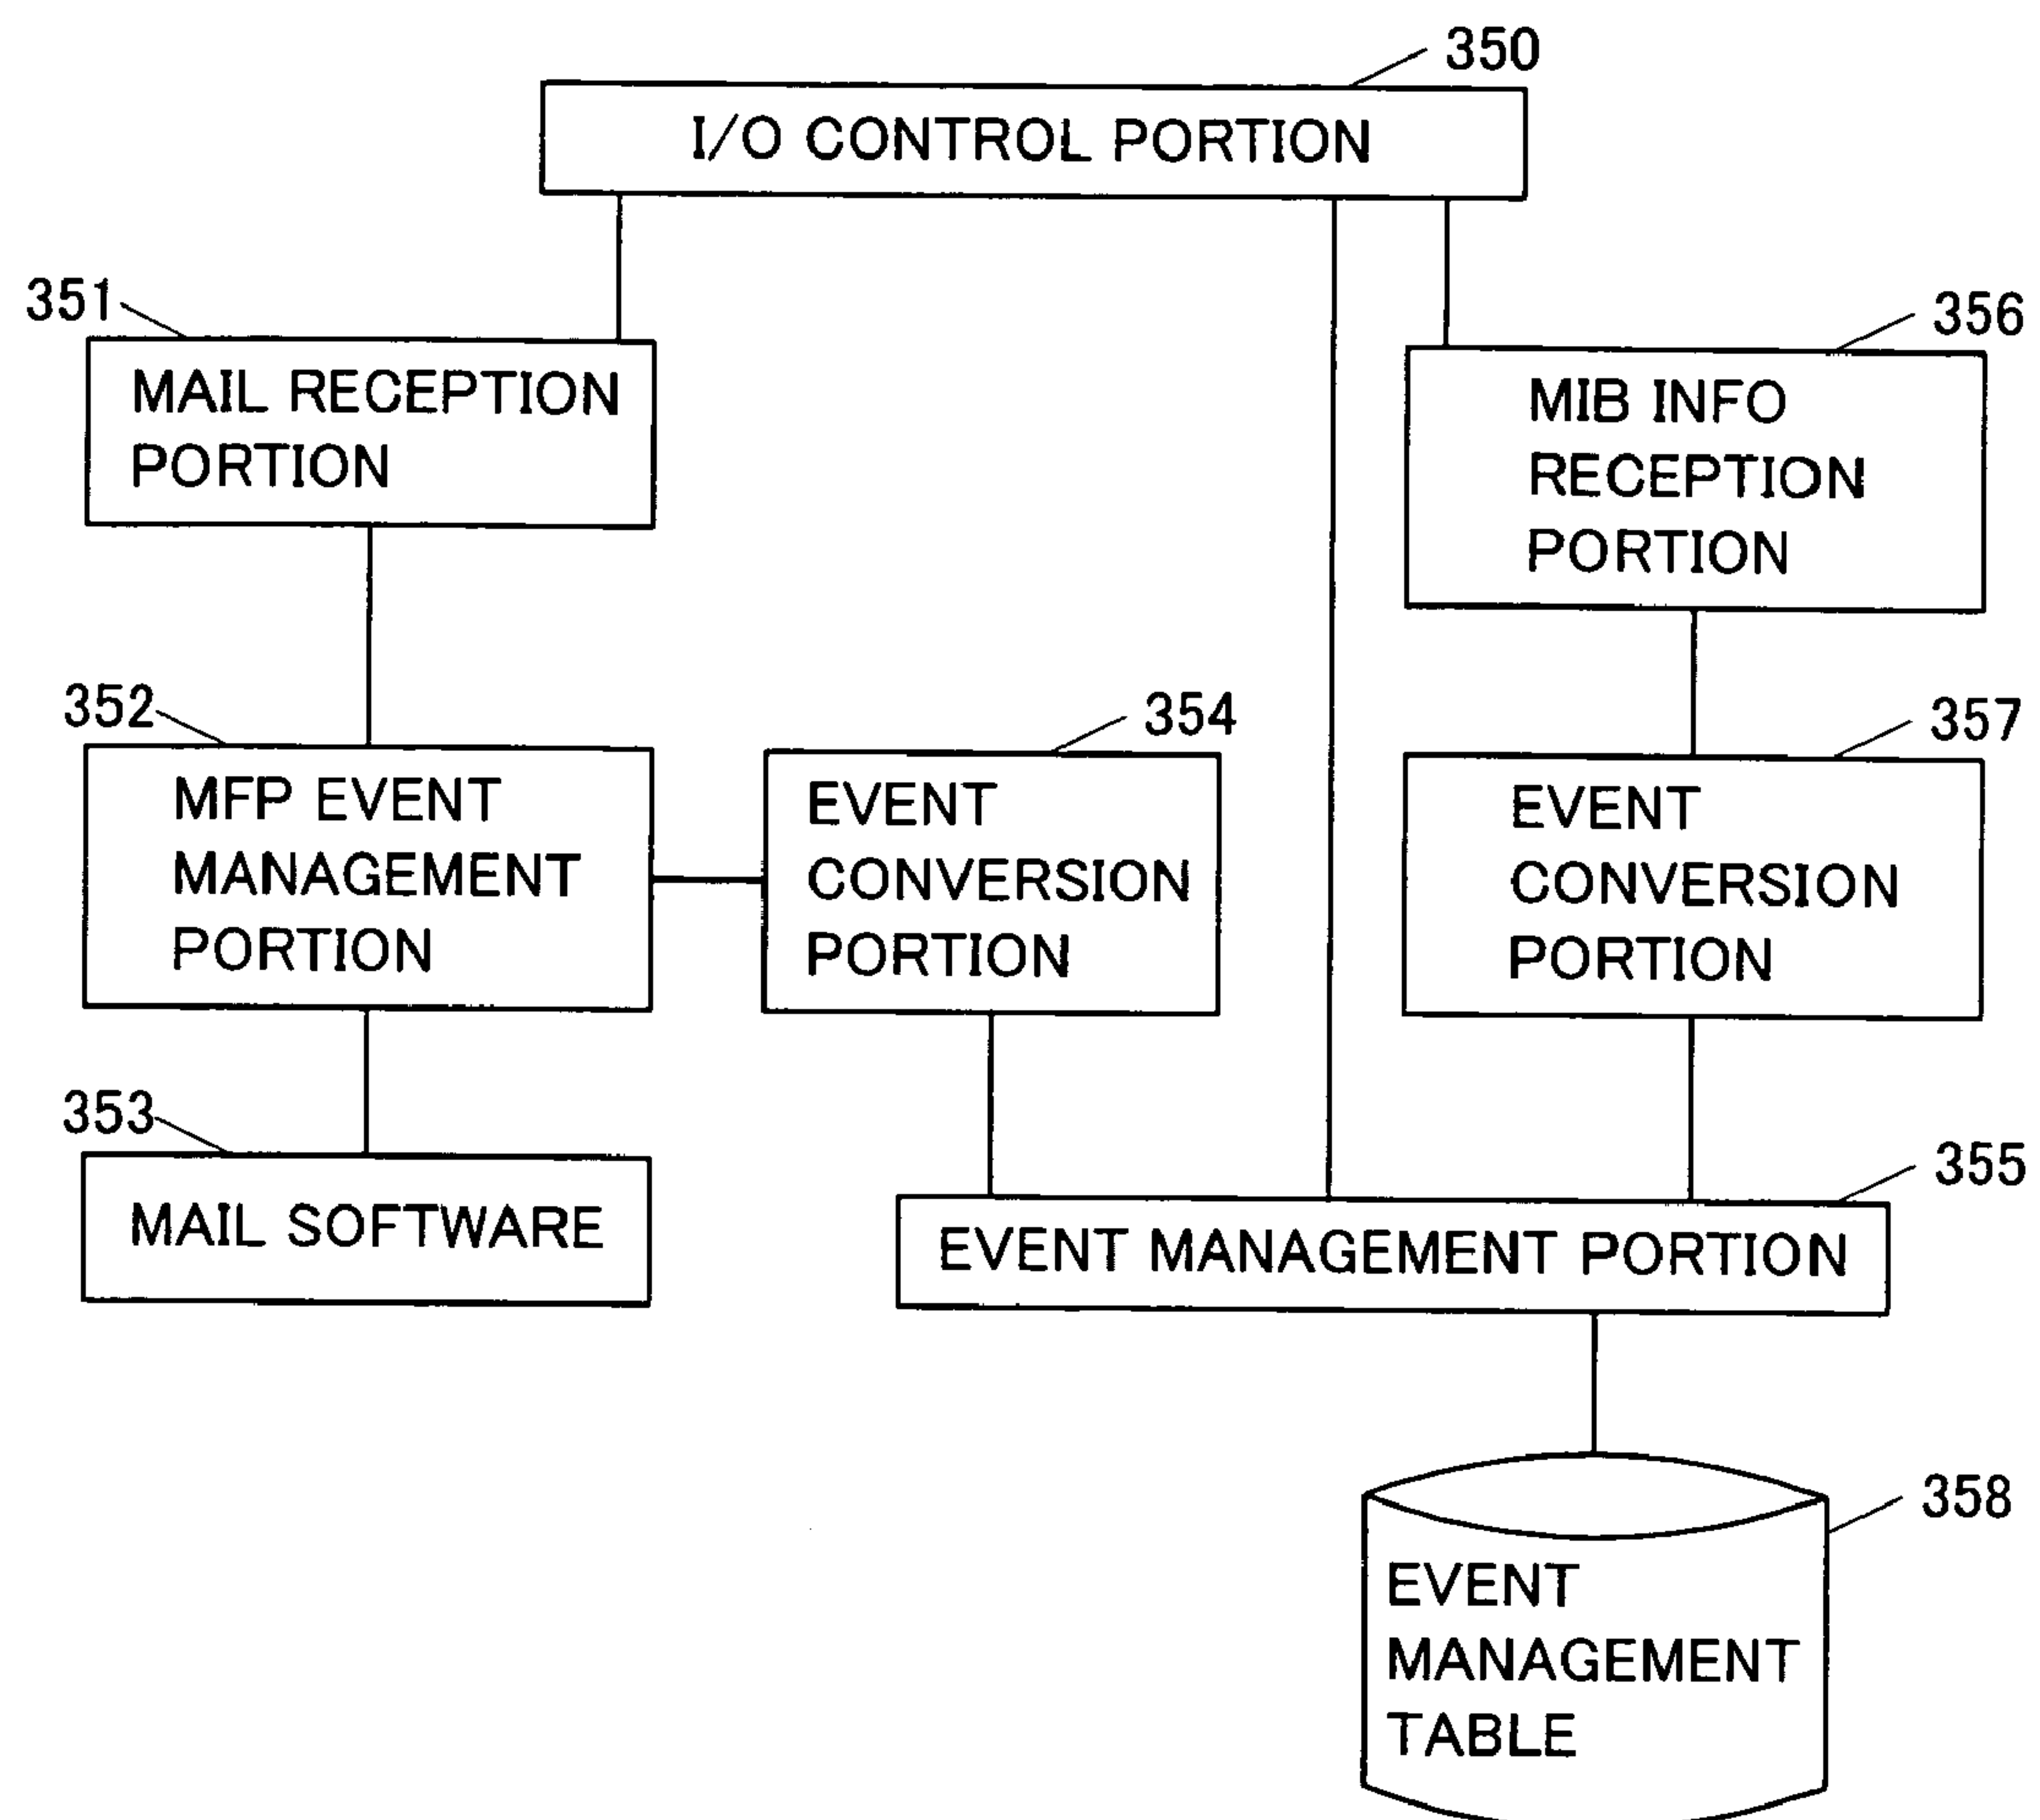 350
I/O CONTROL PORTION
351
MAIL RECEPTION
PORTION
356
MIB INFO
RECEPTION
PORTION
352
MFP EVENT
MANAGEMENT
PORTION
354
EVENT
CONVERSION
PORTION
357
EVENT
CONVERSION
PORTION
353
MAIL SOFTWARE
355
EVENT MANAGEMENT PORTION
358
EVENT
MANAGEMENT
TABLE